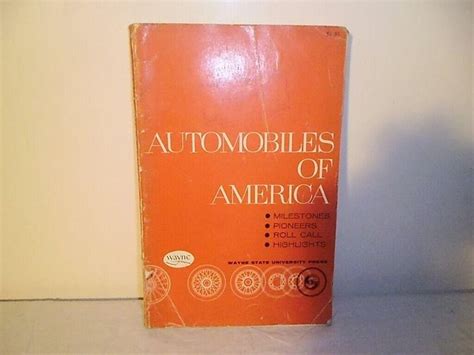 AUTOMOBILES
OF
AMERICA
• MILESTONES
• PIONEERS
• ROLL CALL
• HIGHLIGHTS
wayne
WAYNE STATE UNIVERSITY PRESS